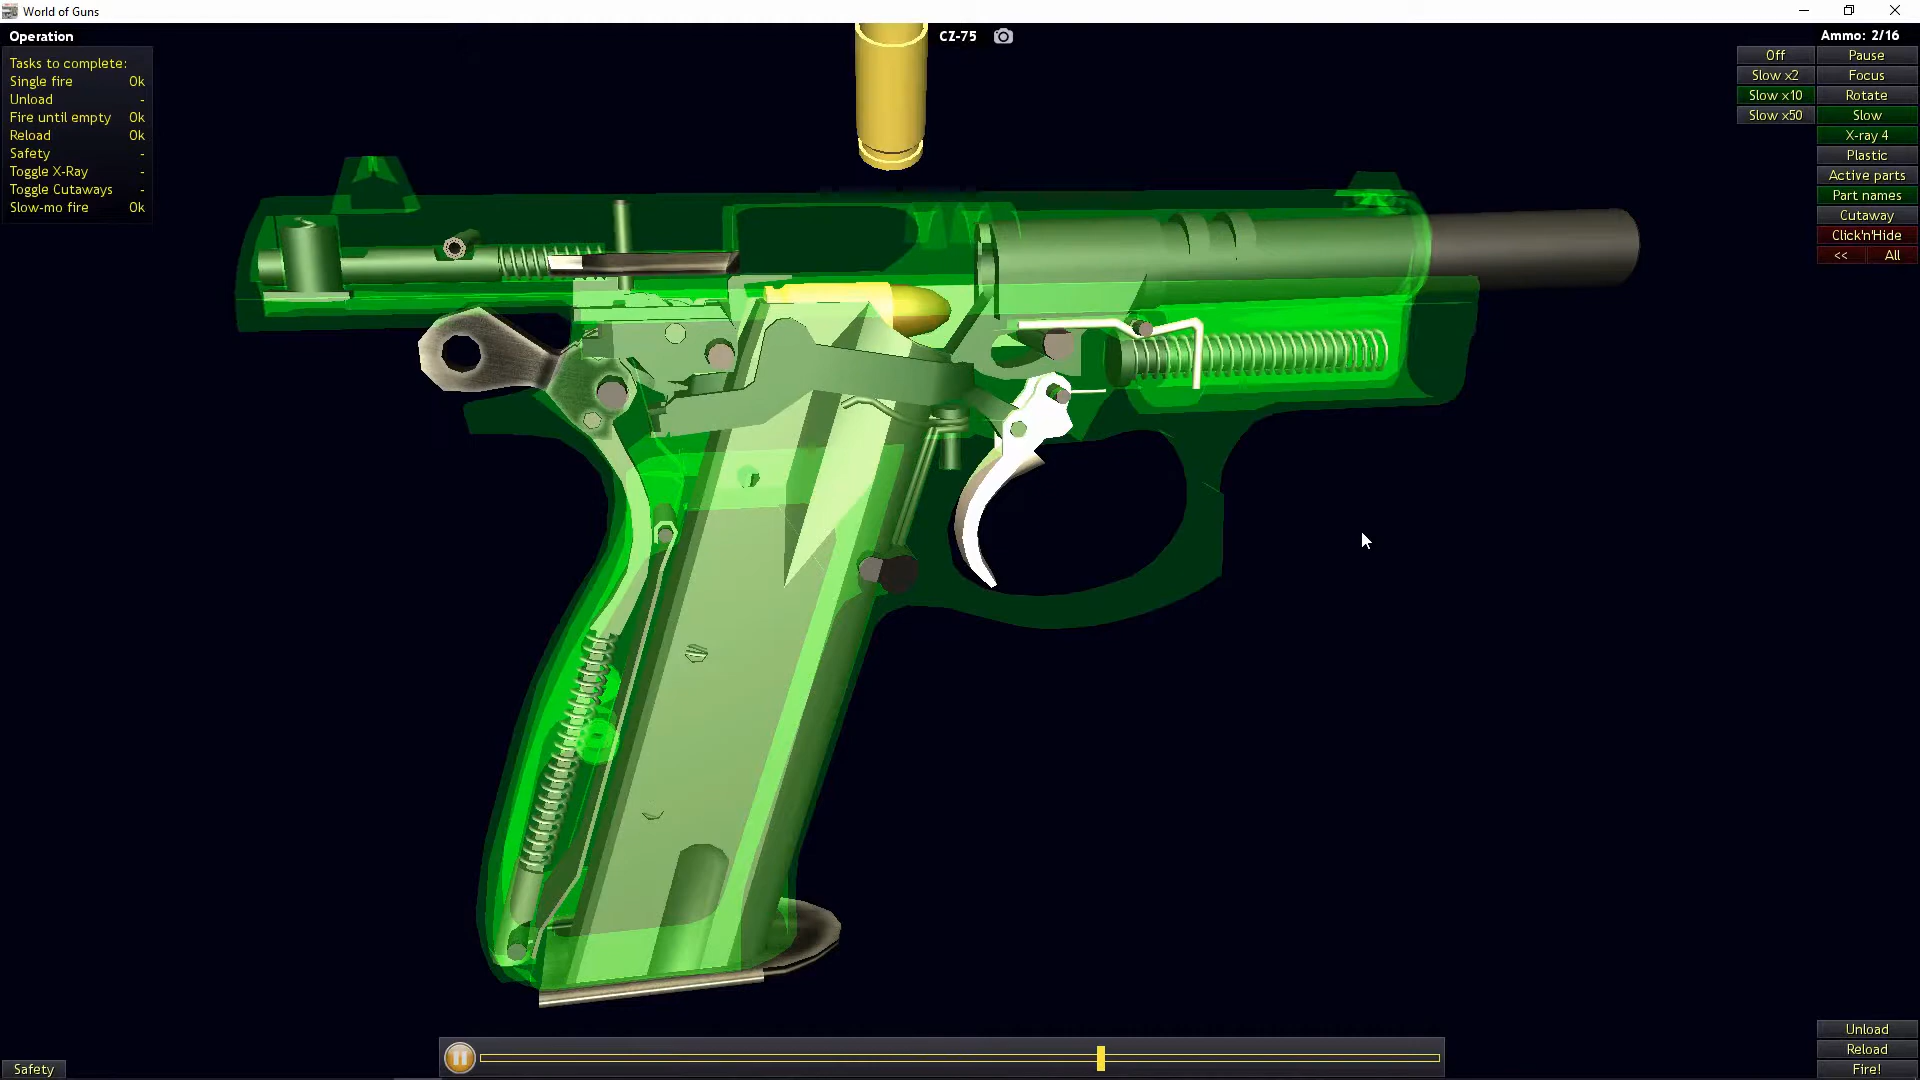 World of Guns
Operation
CZ-75
Ammo: 2/16
Tasks to complete:
Single fire Ok
Unload -
Fire until empty Ok
Reload Ok
Safety -
Toggle X-Ray -
Toggle Cutaways -
Slow-mo fire Ok
Off
Slow x2
Slow x10
Slow x50
Pause
Focus
Rotate
Slow
X-ray 4
Plastic
Active parts
Part names
Cutaway
Click'n'Hide
<< All
Unload
Reload
Fire!
Safety